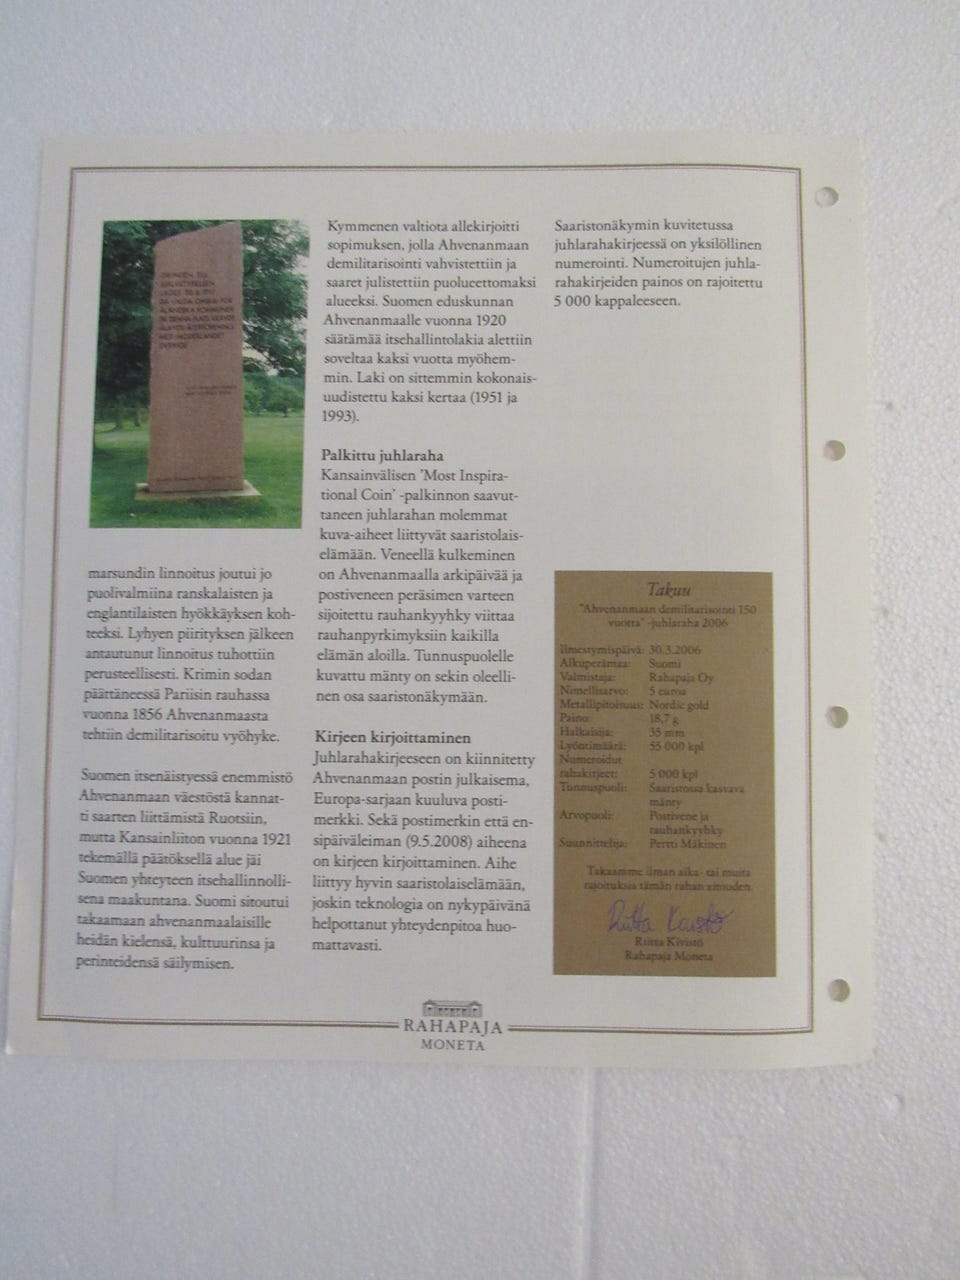 marsundin linnoitus joutui jo
puolivalmiina ranskalaisten ja
englantilaisten hyökkäyksen koh-
teeksi. Lyhyen piirityksen jälkeen
antautunut linnoitus tuhottiin
perusteellisesti. Krimin sodan
päättäneessä Pariisin rauhassa
vuonna 1856 Ahvenanmaasta
tehtiin demilitarisoitu vyöhyke.
Suomen itsenäistyessä enemmistö
Ahvenanmaan väestöstä kannat-
ti saarten liittämistä Ruotsiin,
mutta Kansainliiton vuonna 1921
tekemällä päätöksellä alue jäi
Suomen yhteyteen itsehallinnolli-
sena maakuntana. Suomi sitoutui
takaamaan ahvenanmaalaisille
heidän kielensä, kulttuurinsa ja
perinteidensä säilymisen.
Kymmenen valtiota allekirjoitti
sopimuksen, jolla Ahvenanmaan
demilitarisointi vahvistettiin ja
saaret julistettiin puolueettomaksi
alueeksi. Suomen eduskunnan
Ahvenanmaalle vuonna 1920
säätämää itsehallintolakia alettiin
soveltaa kaksi vuotta myöhem-
min. Laki on sittemmin kokonais-
uudistettu kaksi kertaa (1951 ja
1993).
Palkittu juhlaraha
Kansainvälisen 'Most Inspira-
tional Coin' -palkinnon saavut-
taneen juhlarahan molemmat
kuva-aiheet liittyvät saaristolais-
elämään. Veneellä kulkeminen
on Ahvenanmaalla arkipäivää ja
postiveneen peräsimen varteen
sijoitettu rauhankyyhky viittaa
rauhanpyrkimyksiin kaikilla
elämän aloilla. Tunnuspuolelle
kuvattu mänty on sekin oleelli-
nen osa saaristonäkymään.
Kirjeen kirjoittaminen
Juhlarahakirjeeseen on kiinnitetty
Ahvenanmaan postin julkaisema,
Europa-sarjaan kuuluva posti-
merkki. Sekä postimerkin että en-
sipäiväleiman (9.5.2008) aiheena
on kirjeen kirjoittaminen. Aihe
liittyy hyvin saaristolaiselämään,
joskin teknologia on nykypäivänä
helpottanut yhteydenpitoa huo-
mattavasti.
Saaristonäkymin kuvitetussa
juhlarahakirjeessä on yksilöllinen
numerointi. Numeroitujen juhla-
rahakirjeiden painos on rajoitettu
5 000 kappaleeseen.
Takuu
"Ahvenanmaan demilitarisointi 150
vuotta" -juhlaraha 2006
Ilmestymispäivä: 30.3.2006
Alkuperämaa: Suomi
Valmistaja: Rahapaja Oy
Nimellisarvo: 5 euroa
Metallipitoisuus: Nordic gold
Paino: 18,7 g
Halkaisija: 35 mm
Lyöntimäärä: 55 000 kpl
Numeroidut
rahakirjeet: 5 000 kpl
Tunnuspuoli: Saaristossa kasvava
mänty
Arvopuoli: Postivene ja
rauhankyyhky
Suunnittelija: Pertti Mäkinen
Takaamme ilman aika- tai muita
rajoituksia tämän rahan aitouden.
Riitta Kivistö
Riitta Kivistö
Rahapaja Moneta
RAHAPAJA
MONETA